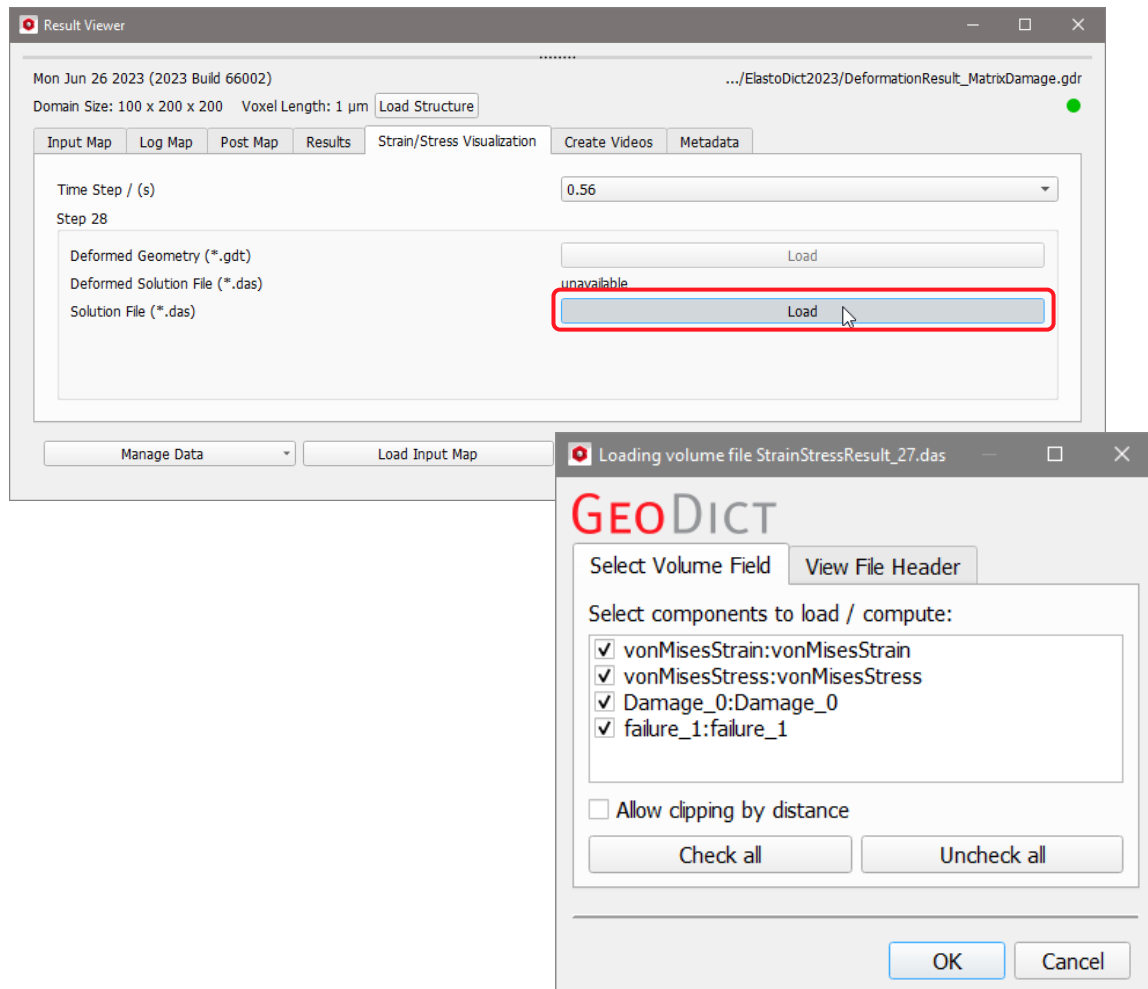 Result Viewer
Mon Jun 26 2023 (2023 Build 66002)
.../ElastoDict2023/DeformationResult_MatrixDamage.gdr
Domain Size: 100 x 200 x 200 Voxel Length: 1 µm Load Structure
Input Map Log Map Post Map Results Strain/Stress Visualization Create Videos Metadata
Time Step / (s) 0.56
Step 28
Deformed Geometry (*.gdt) Load
Deformed Solution File (*.das) unavailable
Solution File (*.das) Load
Manage Data Load Input Map
Loading volume file StrainStressResult_27.das
GEODICT
Select Volume Field View File Header
Select components to load / compute:
vonMisesStrain:vonMisesStrain
vonMisesStress:vonMisesStress
Damage_0:Damage_0
failure_1:failure_1
Allow clipping by distance
Check all Uncheck all
OK Cancel